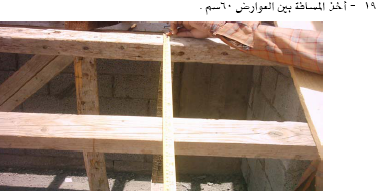 ١٩ - أخذ المسافة بين العوارض ٦٠سم .